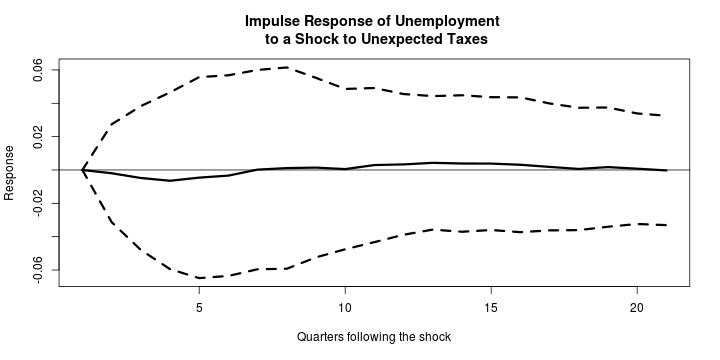 Impulse Response of Unemployment
to a Shock to Unexpected Taxes
Response
0.06
0.02
-0.02
-0.06
5 10 15 20
Quarters following the shock